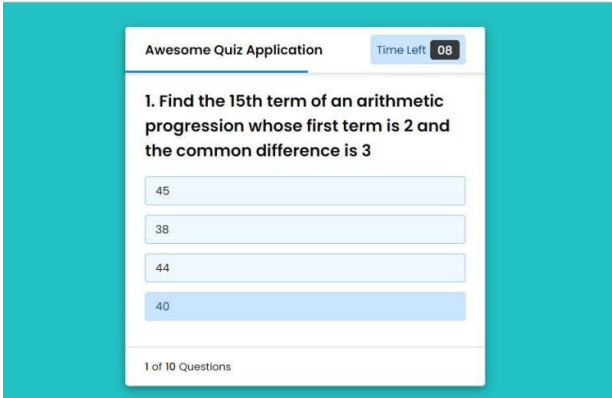 Awesome Quiz Application
Time Left 08
1. Find the 15th term of an arithmetic
progression whose first term is 2 and
the common difference is 3
45
38
44
40
1 of 10 Questions